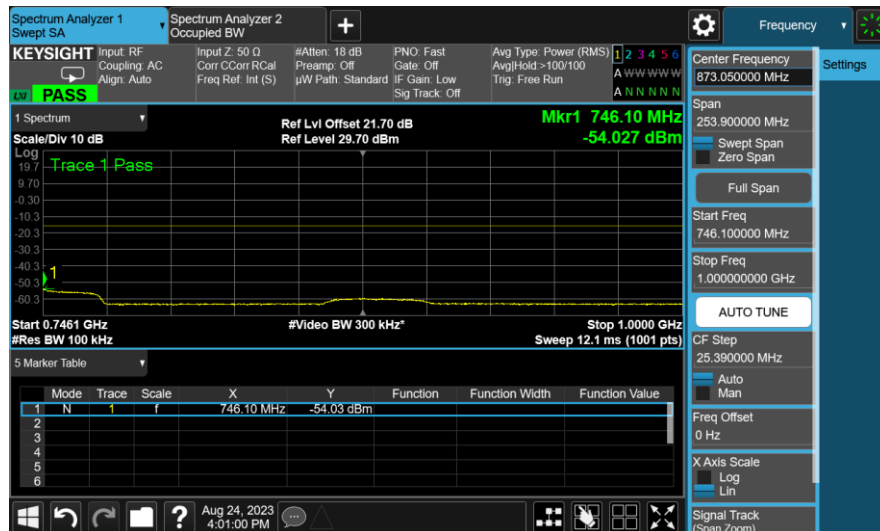 Spectrum Analyzer 1
Swept SA
Spectrum Analyzer 2
Occupied BW
+
Frequency
KEYSIGHT
LNI PASS
Input: RF
Coupling: AC
Align: Auto
Input Z: 50 Ω
Corr CCorr RCal
Freq Ref: Int (S)
#Atten: 18 dB
Preamp: Off
µW Path: Standard
PNO: Fast
Gate: Off
IF Gain: Low
Sig Track: Off
Avg Type: Power (RMS)
Avg|Hold:>100/100
Trig: Free Run
1 2 3 4 5 6
A W W W W W
A N N N N N
1 Spectrum
Scale/Div 10 dB
Ref Lvl Offset 21.70 dB
Ref Level 29.70 dBm
Mkr1 746.10 MHz
-54.027 dBm
Log
Trace 1 Pass
19.7
9.70
-0.30
-10.3
-20.3
-30.3
-40.3
-50.3
-60.3
1
Start 0.7461 GHz
#Res BW 100 kHz
#Video BW 300 kHz*
Stop 1.0000 GHz
Sweep 12.1 ms (1001 pts)
5 Marker Table
Mode Trace Scale X Y Function Function Width Function Value
1 N 1 f 746.10 MHz -54.03 dBm
2
3
4
5
6
?
Aug 24, 2023
4:01:00 PM
Center Frequency
873.050000 MHz
Settings
Span
253.900000 MHz
Swept Span
Zero Span
Full Span
Start Freq
746.100000 MHz
Stop Freq
1.000000000 GHz
AUTO TUNE
CF Step
25.390000 MHz
Auto
Man
Freq Offset
0 Hz
X Axis Scale
Log
Lin
Signal Track
(Span Zoom)